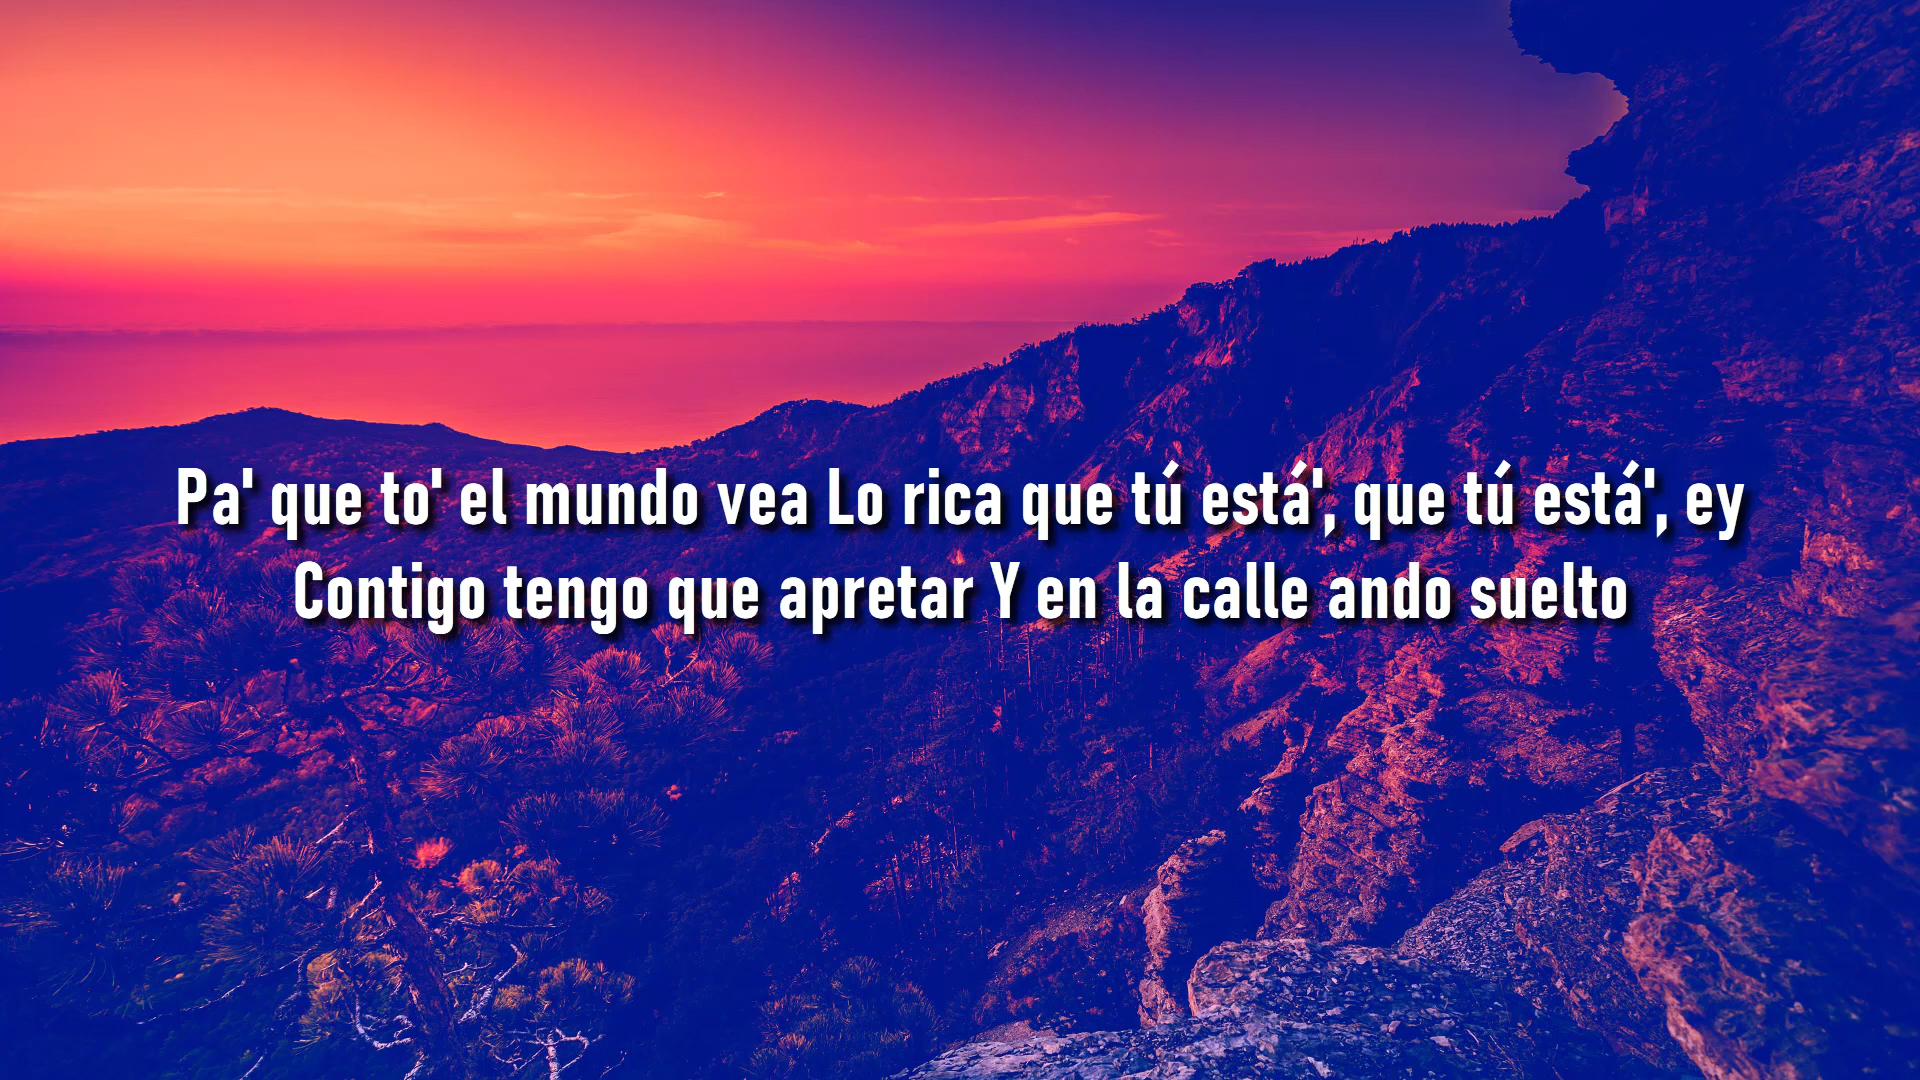 Pa' que to' el mundo vea Lo rica que tú está', que tú está', ey
Contigo tengo que apretar Y en la calle ando suelto